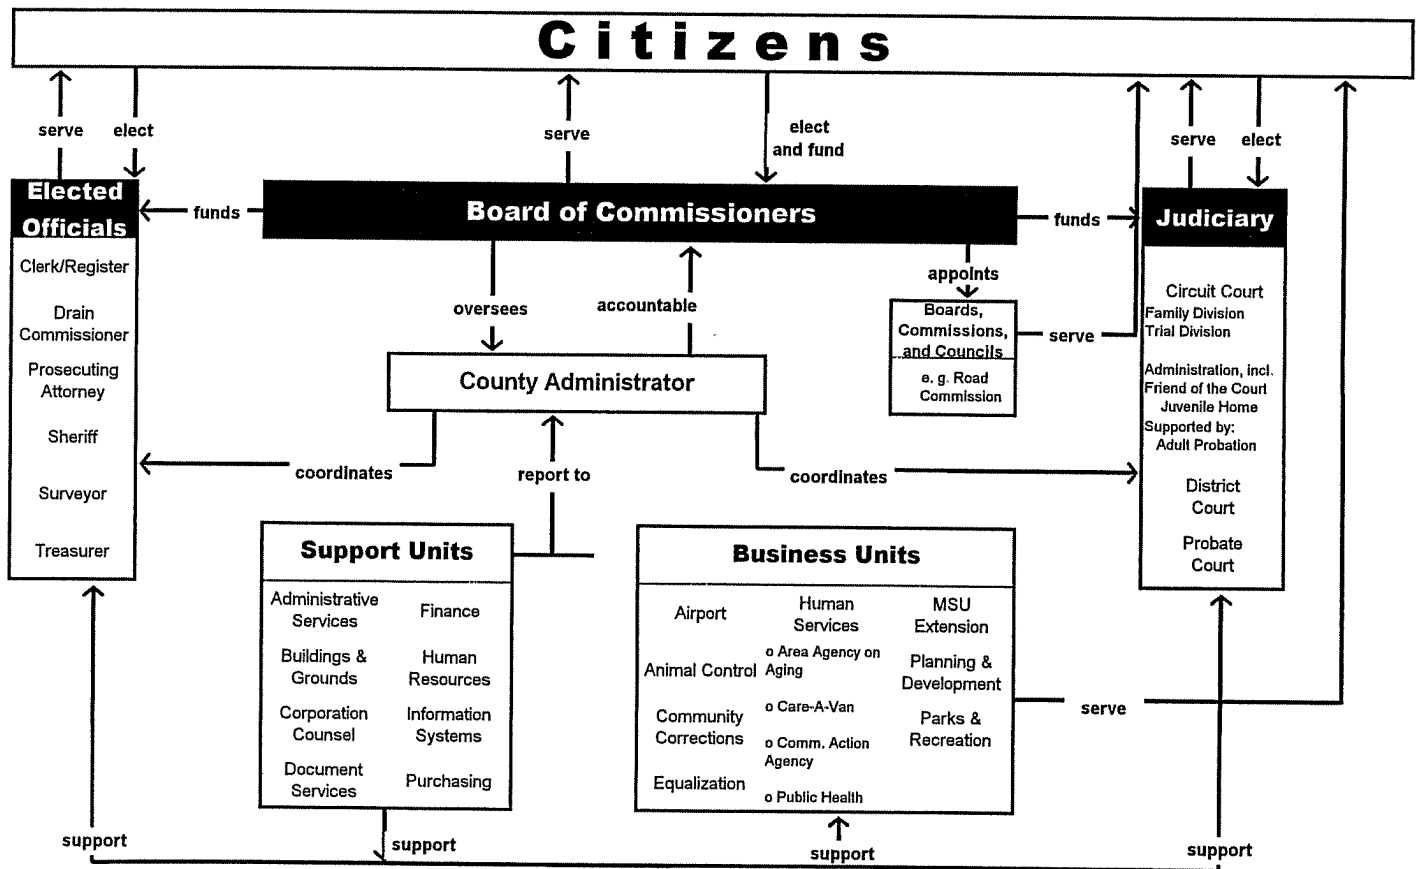 Citizens
serve
elect
serve
elect
and fund
serve
elect
Elected
Officials
Clerk/Register
Drain
Commissioner
Prosecuting
Attorney
Sheriff
Surveyor
Treasurer
funds
Board of Commissioners
funds
oversees
accountable
appoints
County Administrator
Boards,
Commissions,
and Councils
e. g. Road
Commission
serve
Judiciary
Circuit Court
Family Division
Trial Division
Administration, incl.
Friend of the Court
Juvenile Home
Supported by:
Adult Probation
District
Court
Probate
Court
coordinates
report to
coordinates
Support Units
Administrative
Services
Buildings &
Grounds
Corporation
Counsel
Document
Services
Finance
Human
Resources
Information
Systems
Purchasing
Business Units
Airport
Animal Control
Community
Corrections
Equalization
Human
Services
o Area Agency on
Aging
o Care-A-Van
o Comm. Action
Agency
o Public Health
MSU
Extension
Planning &
Development
Parks &
Recreation
serve
support
support
support
support